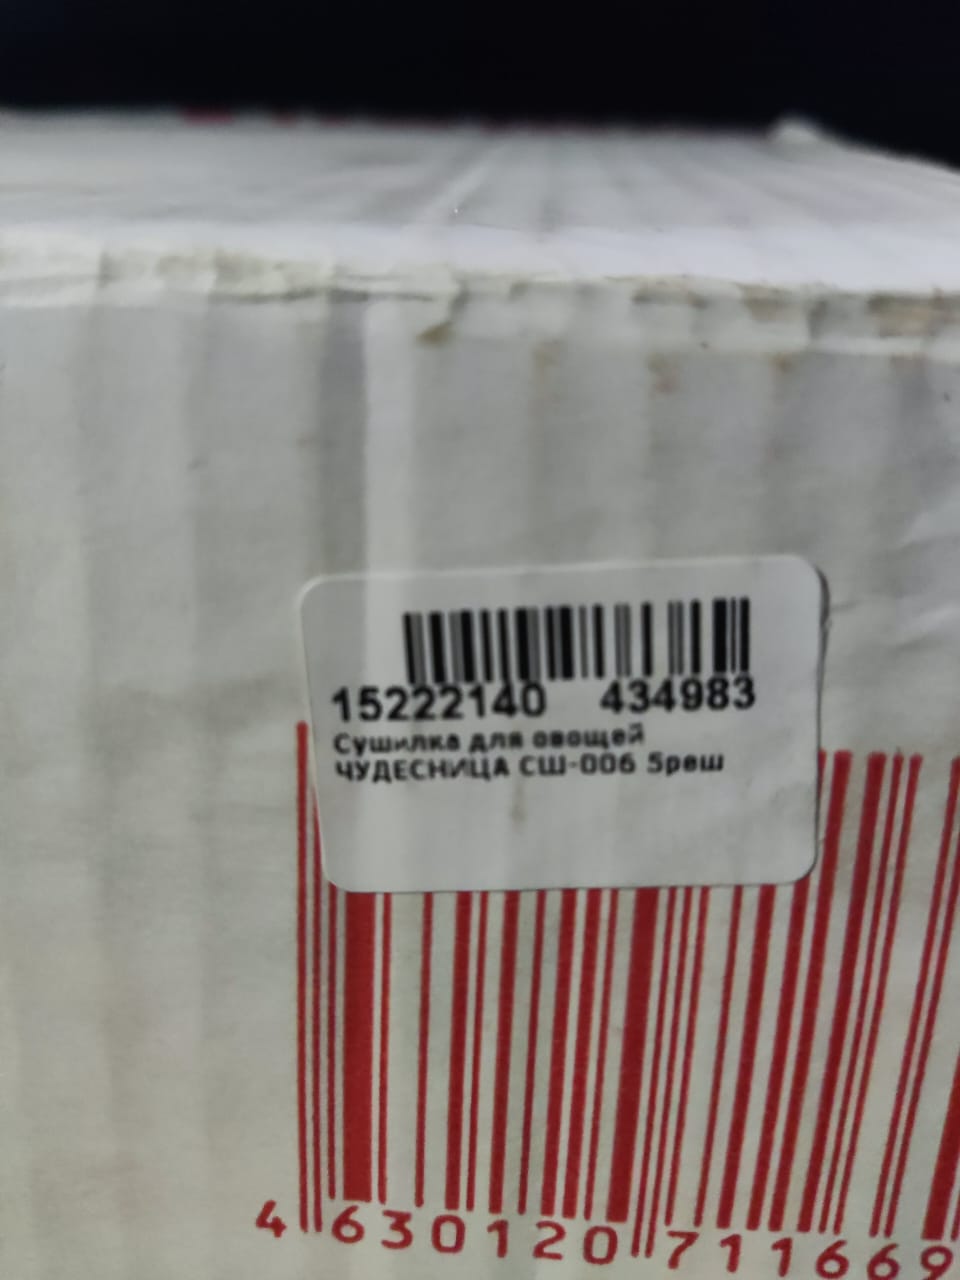 15222140 434983
Сушилка для овощей
ЧУДЕСНИЦА СШ-006 5реш
4 630120 711669